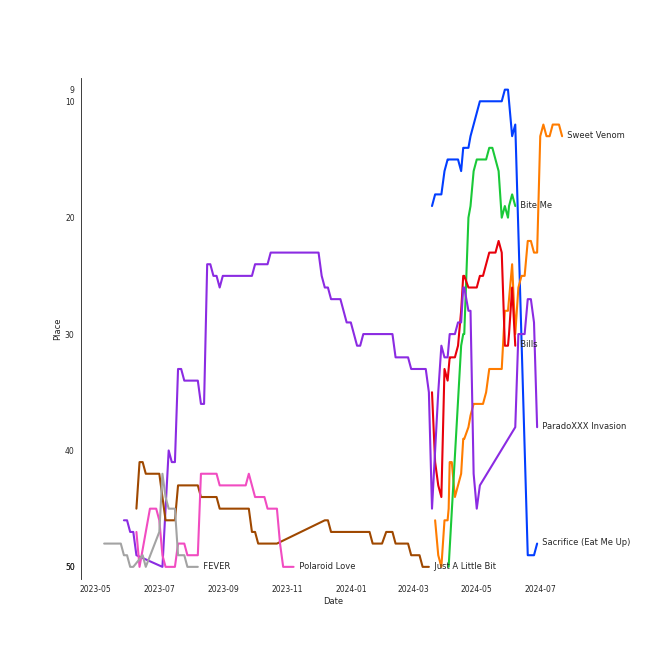 9
10
Sweet Venom
20
Bite Me
Place
30
Bills
ParadoXXX Invasion
40
Sacrifice (Eat Me Up)
50
FEVER
Polaroid Love
Just A Little Bit
2023-05
2023-07
2023-09
2023-11
2024-01
2024-03
2024-05
2024-07
Date